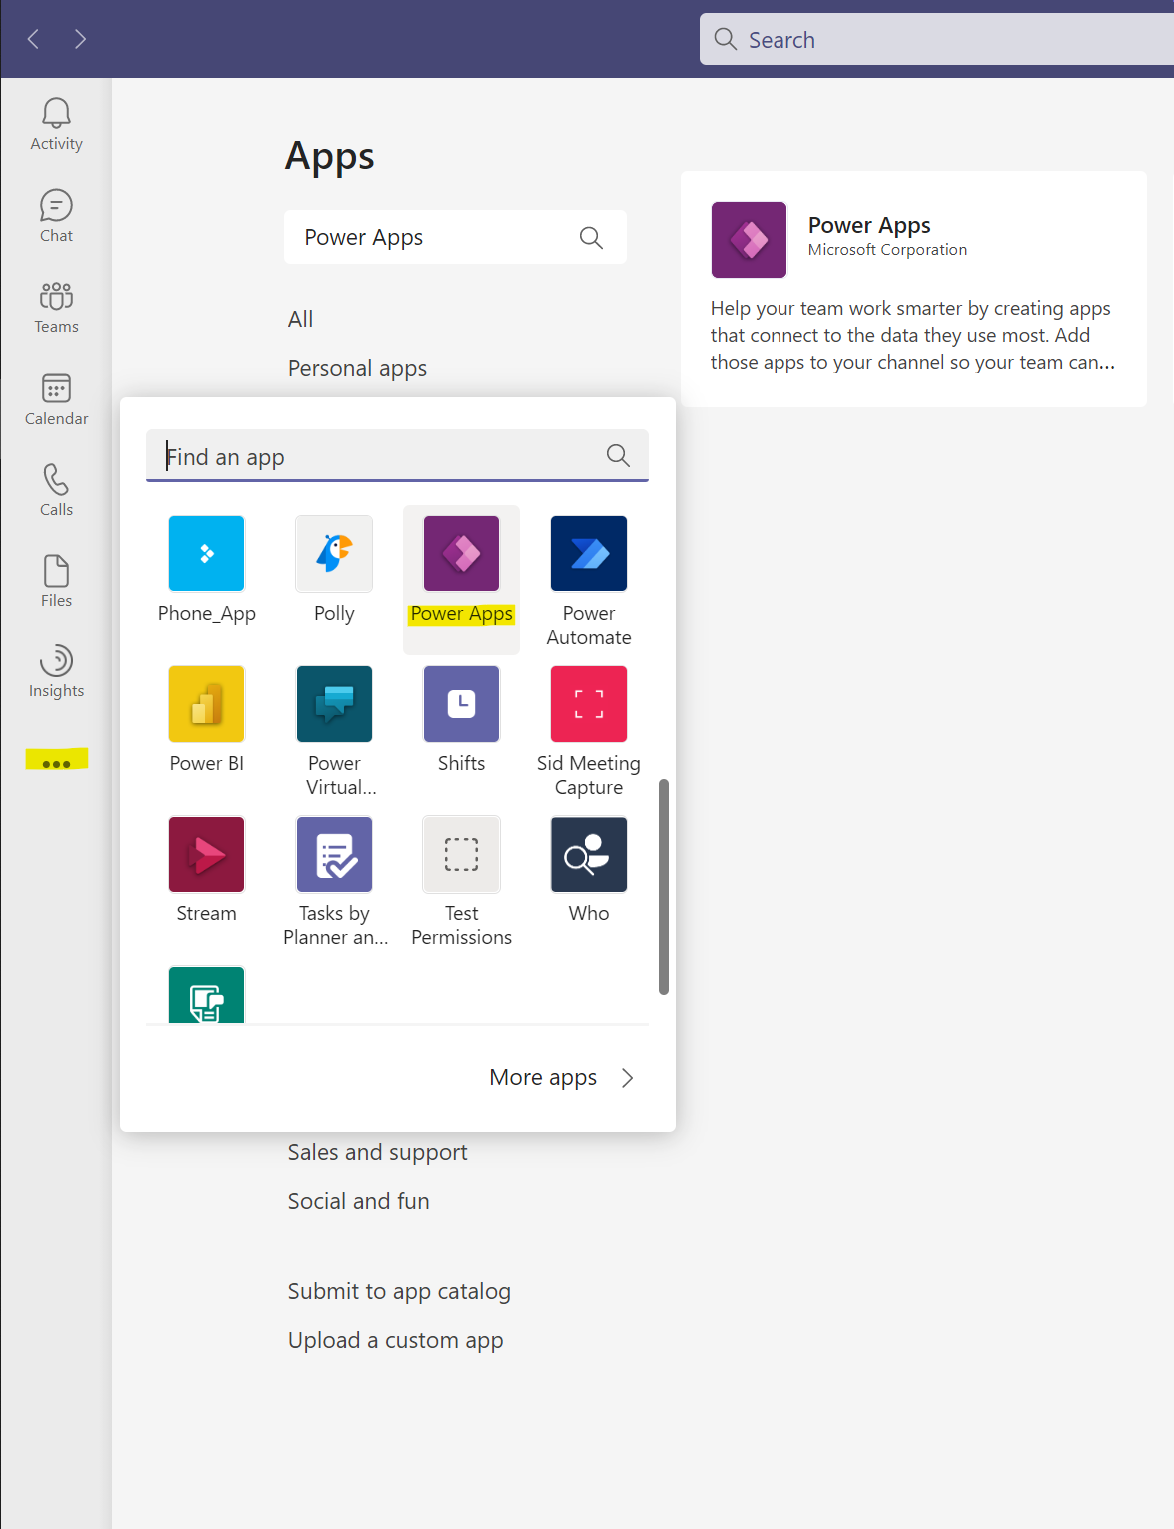 Search
Activity
Chat
Teams
Calendar
Calls
Files
Insights
Apps
Power Apps
All
Personal apps
Power Apps
Microsoft Corporation
Help your team work smarter by creating apps
that connect to the data they use most. Add
those apps to your channel so your team can...
Find an app
Phone_App
Polly
Power Apps
Power
Automate
Power BI
Power
Virtual...
Shifts
Sid Meeting
Capture
Stream
Tasks by
Planner an...
Test
Permissions
Who
More apps
Sales and support
Social and fun
Submit to app catalog
Upload a custom app